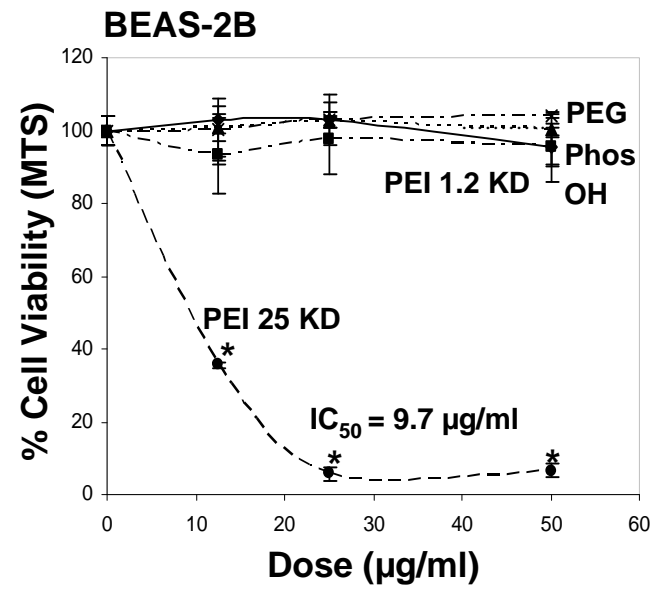 BEAS-2B
% Cell Viability (MTS)
120
100
80
60
40
20
0
PEG
Phos
PEI 1.2 KD
OH
PEI 25 KD
*
IC50 = 9.7 µg/ml
*
*
0 10 20 30 40 50 60
Dose (µg/ml)